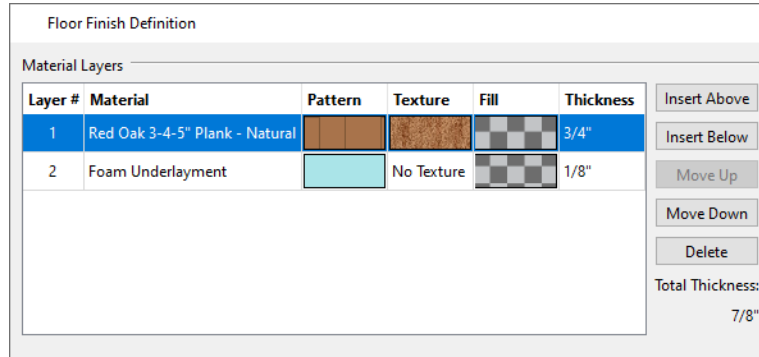 Floor Finish Definition
Material Layers
Layer # Material Pattern Texture Fill Thickness
1 Red Oak 3-4-5" Plank - Natural 3/4"
2 Foam Underlayment No Texture 1/8"
Insert Above
Insert Below
Move Up
Move Down
Delete
Total Thickness:
7/8"